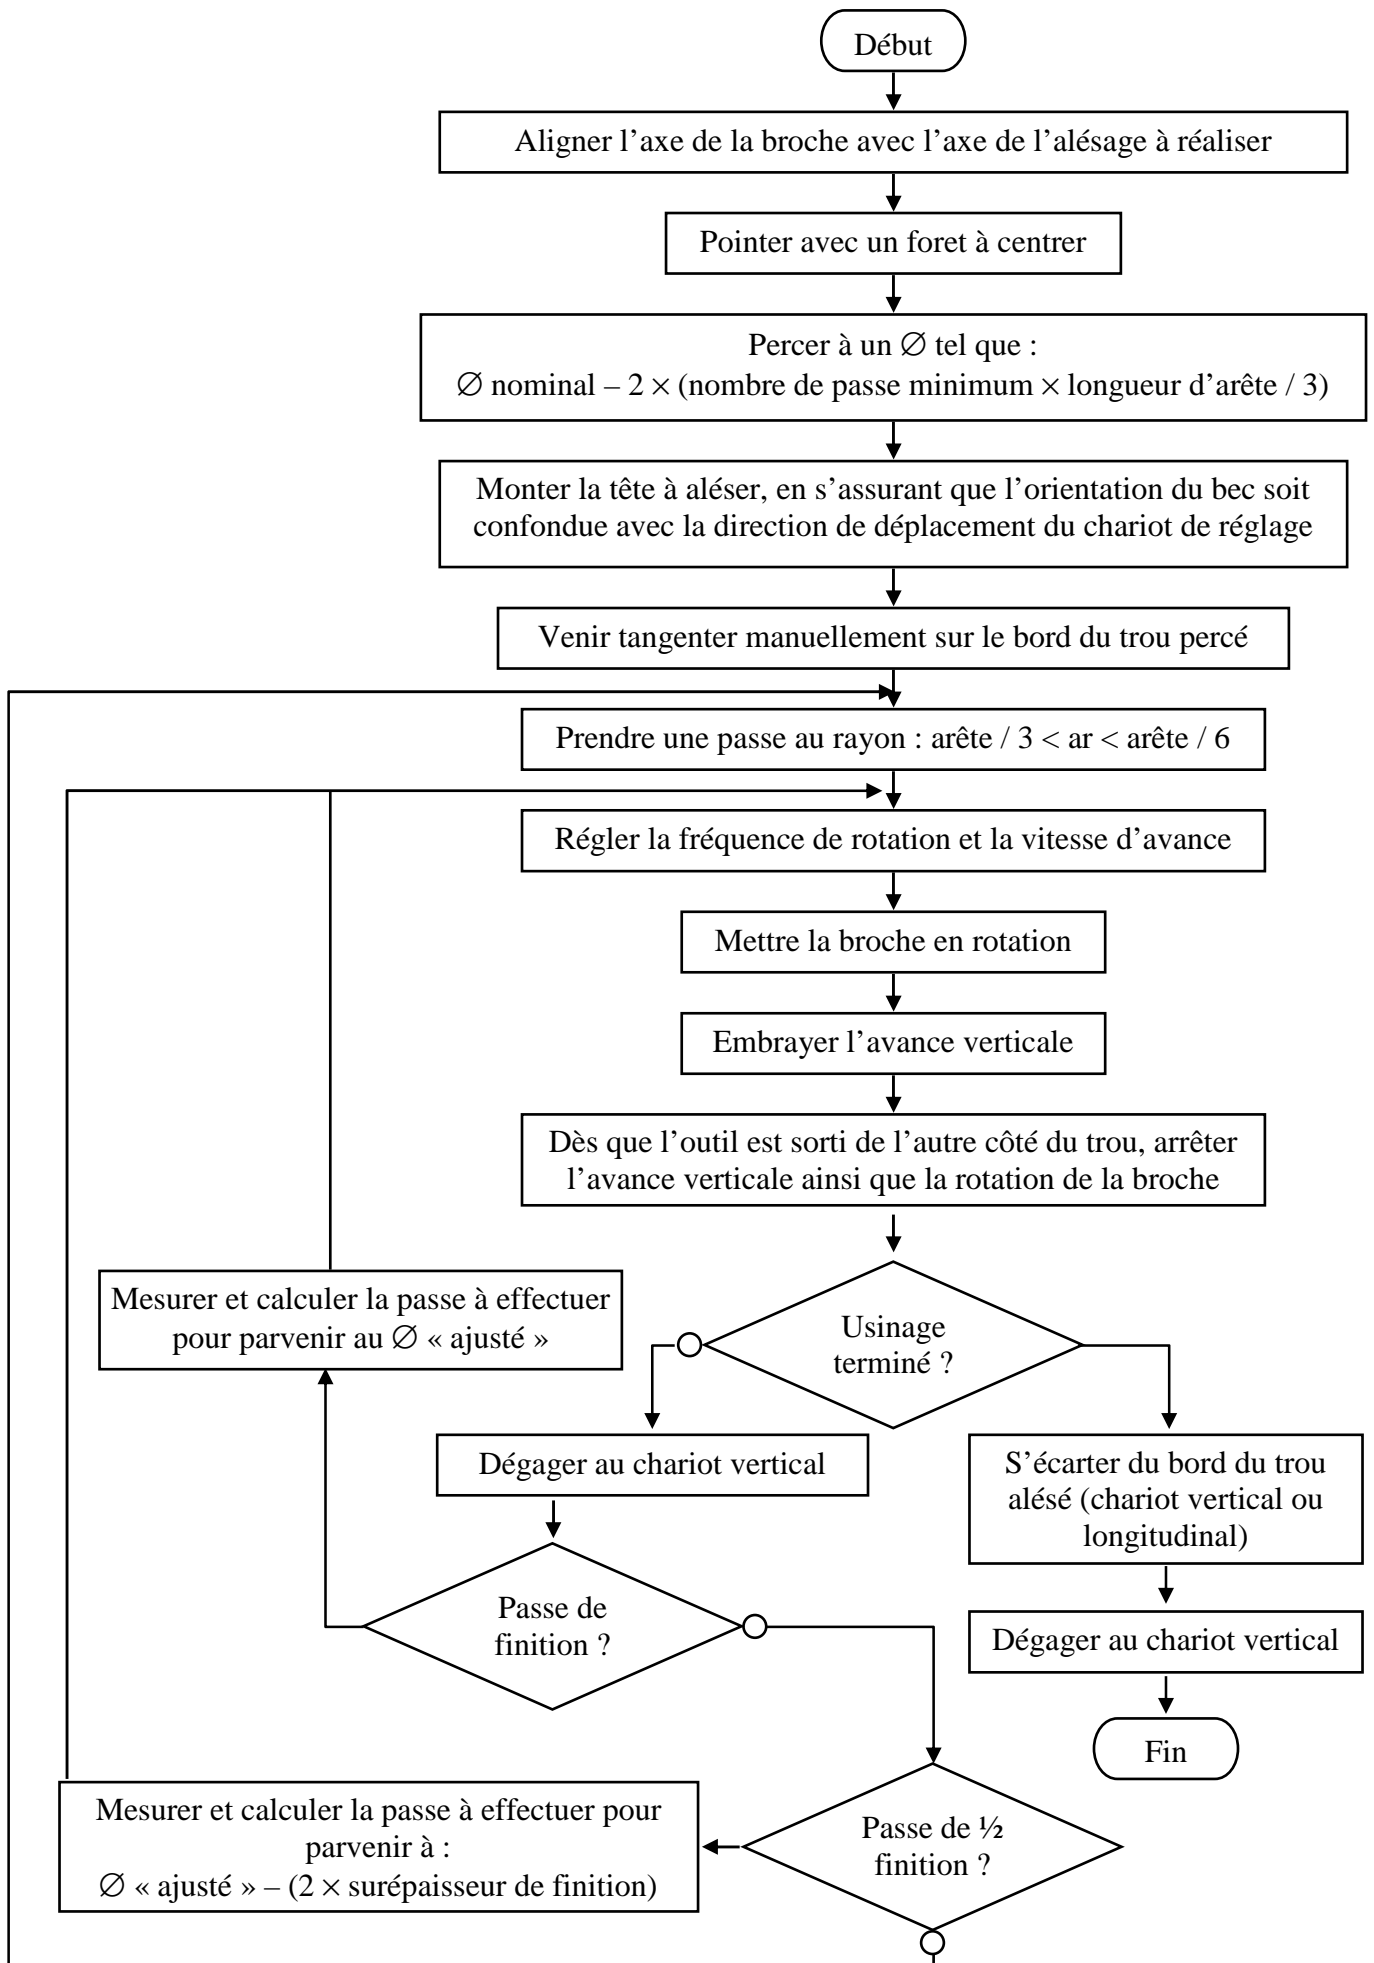 Début
Aligner l’axe de la broche avec l’axe de l’alésage à réaliser
Pointer avec un foret à centrer
Percer à un ∅ tel que :
∅ nominal – 2 × (nombre de passe minimum × longueur d’arête / 3)
Monter la tête à aléser, en s’assurant que l’orientation du bec soit
confondue avec la direction de déplacement du chariot de réglage
Venir tangenter manuellement sur le bord du trou percé
Prendre une passe au rayon : arête / 3 < ar < arête / 6
Régler la fréquence de rotation et la vitesse d’avance
Mettre la broche en rotation
Embrayer l’avance verticale
Dès que l’outil est sorti de l’autre côté du trou, arrêter
l’avance verticale ainsi que la rotation de la broche
Mesurer et calculer la passe à effectuer
pour parvenir au ∅ « ajusté »
Usinage
terminé ?
Dégager au chariot vertical
S’écarter du bord du trou
alésé (chariot vertical ou
longitudinal)
Passe de
finition ?
Dégager au chariot vertical
Fin
Mesurer et calculer la passe à effectuer pour
parvenir à :
∅ « ajusté » – (2 × surépaisseur de finition)
Passe de ½
finition ?